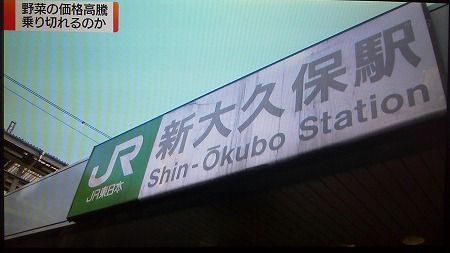 野菜の価格高騰
乗り切れるのか
JR
JR東日本
新大久保駅
Shin-Ōkubo Station